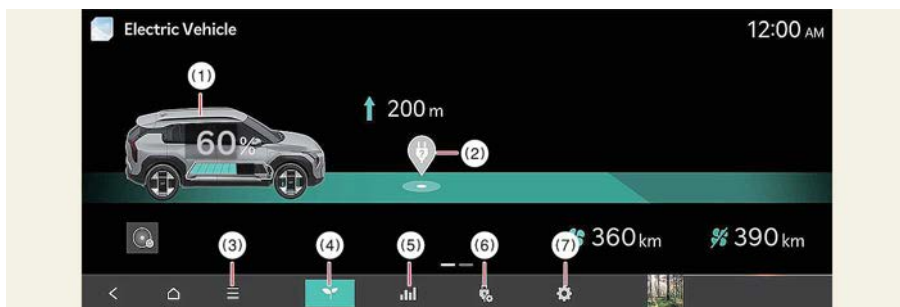 Electric Vehicle
12:00 AM
(1)
200 m
60%
(2)
(3)
(4)
(5)
(6)
(7)
360 km
390 km